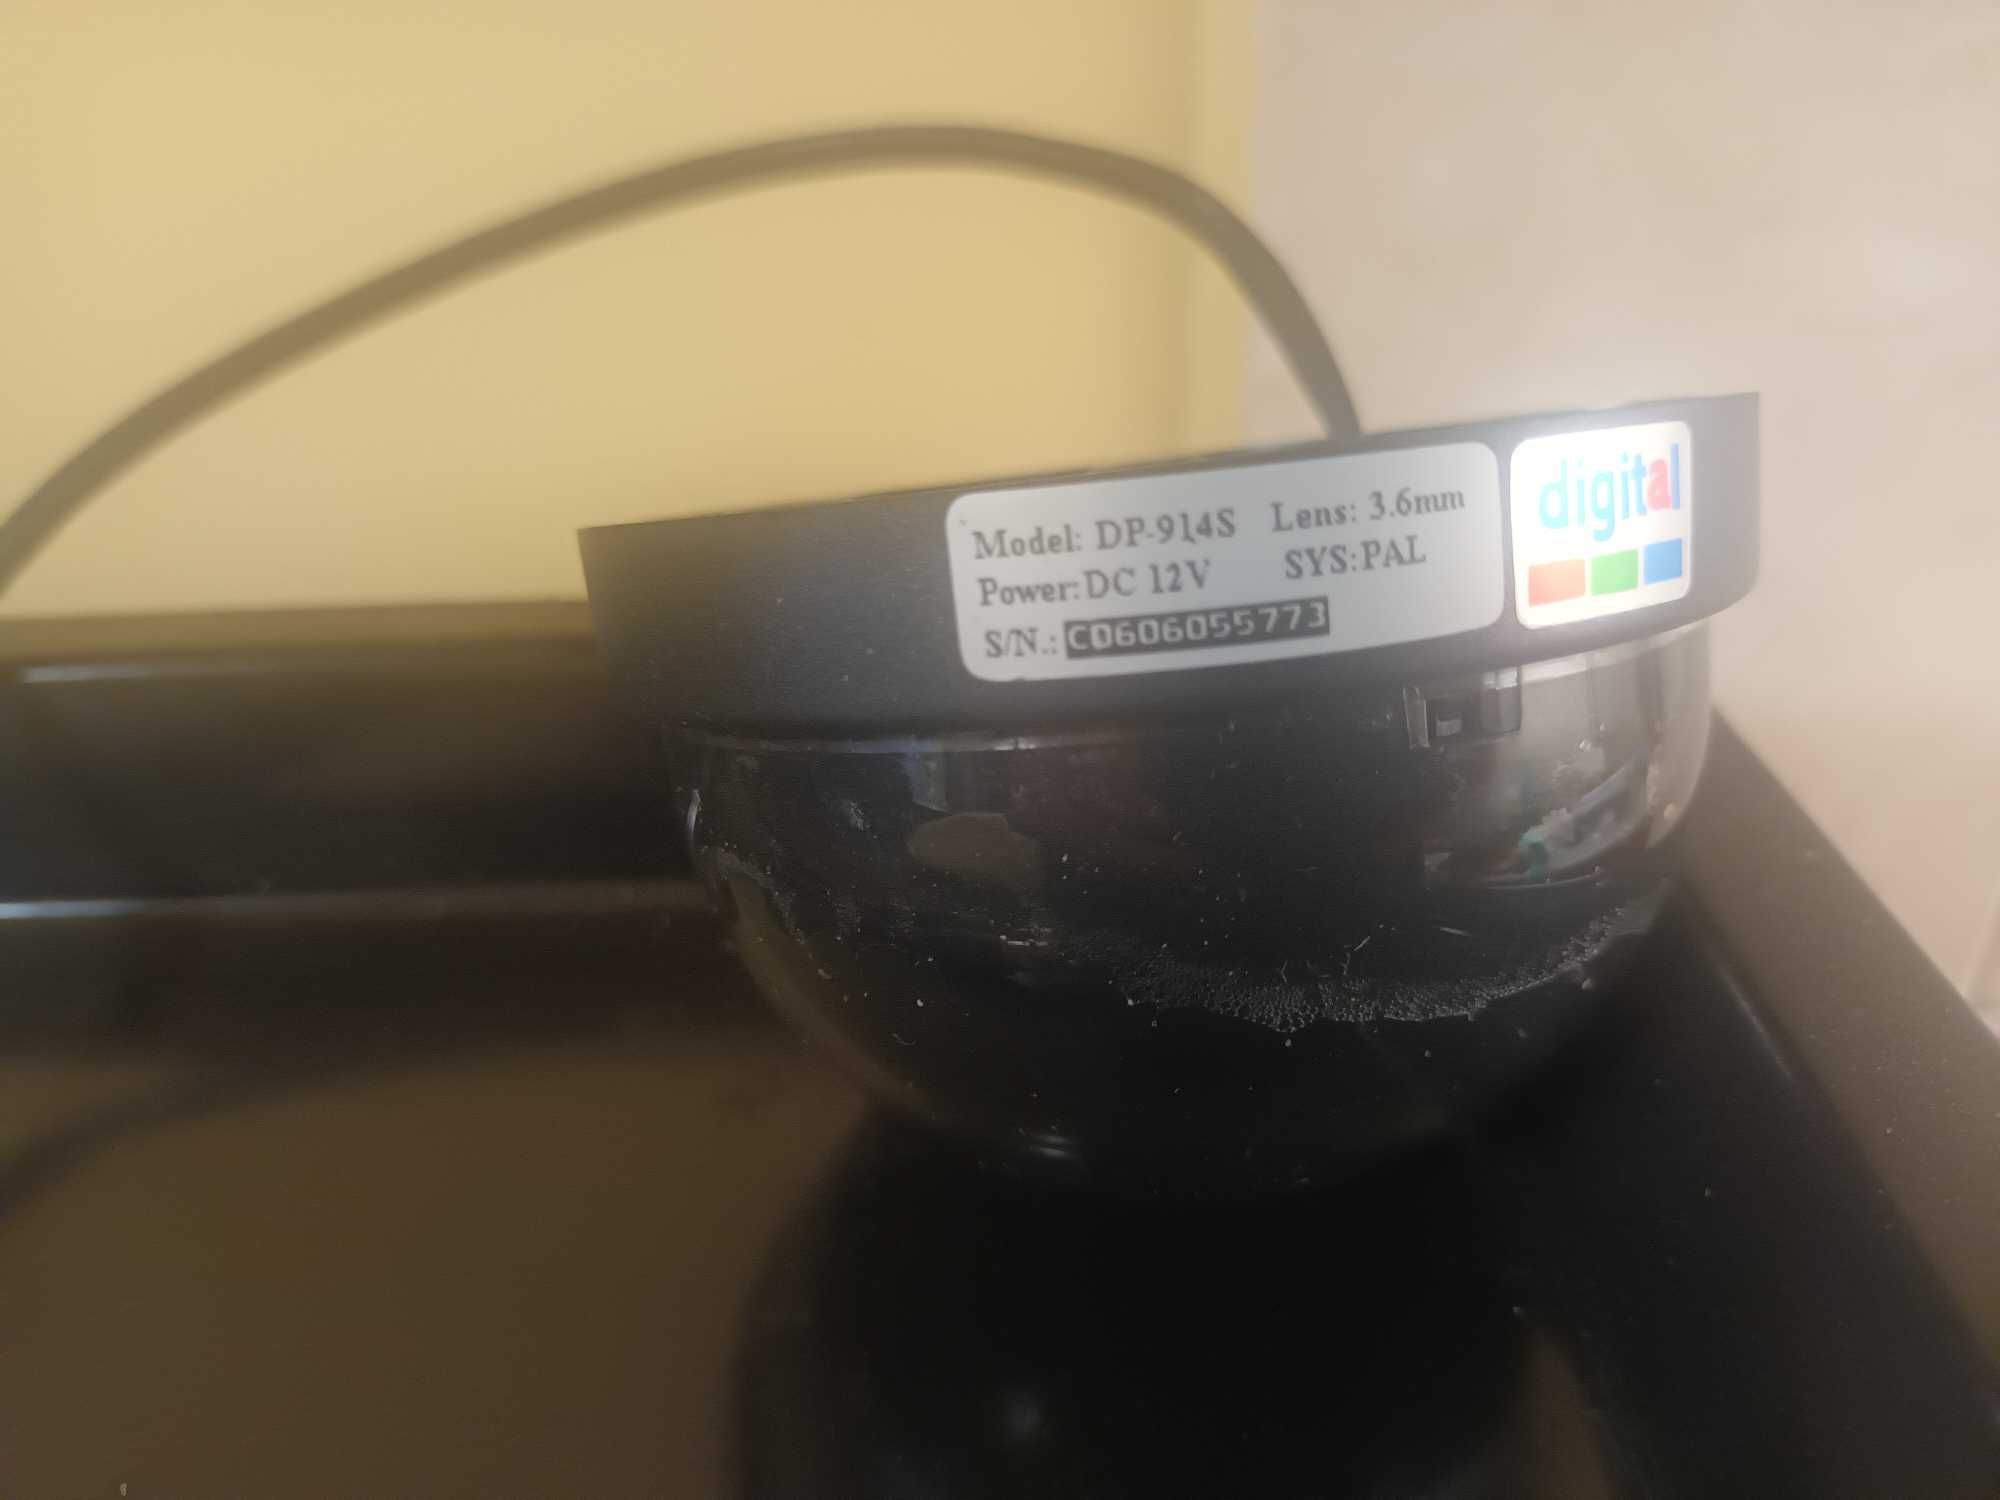 Model: DP-914S Lens: 3.6mm
Power:DC 12V SYS:PAL
S/N.: C0606055773
digital